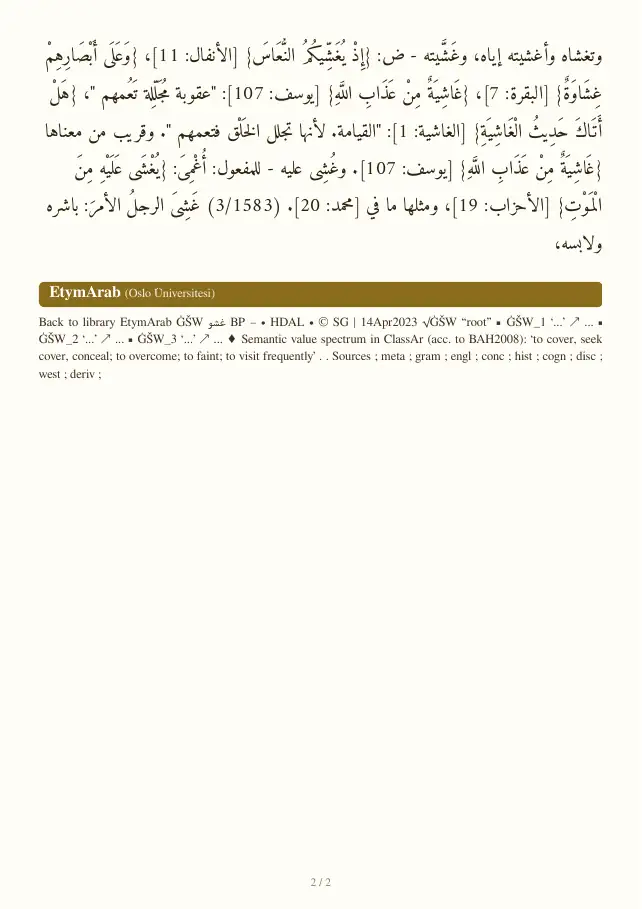 وتغشاه وأغشيته إياه، وغَشَّيته - ض: {إِذْ يُغَشِّيكُمُ النُّعَاسَ} [الأنفال: 11]، {وَعَلَى أَبْصَارِهِمْ
غِشَاوَةٌ} [البقرة: 7]، {غَاشِيَةٌ مِنْ عَذَابِ اللَّهِ} [يوسف: 107]: "عقوبة مُجَلِّلة تَعُمهم "، {هَلْ
أَتَاكَ حَدِيثُ الْغَاشِيَةِ} [الغاشية: 1]: "القيامة. لأنها تجلل الخَلْق فتعمهم ". وقريب من معناها
{غَاشِيَةٌ مِنْ عَذَابِ اللَّهِ} [يوسف: 107]. وغُشِى عليه - للمفعول: أُغْمِىَ: {يُغْشَى عَلَيْهِ مِنَ
الْمَوْتِ} [الأحزاب: 19]، ومثلها ما في [محمد: 20]. (3/1583) غَشِىَ الرجلُ الأمرَ: باشره
ولابسه،
EtymArab (Oslo Üniversitesi)
Back to library EtymArab ĠŠW غشو BP – • HDAL • © SG | 14Apr2023 √ĠŠW “root” ▪ ĠŠW_1 ‘...’ ↗ ... ▪
ĠŠW_2 ‘...’ ↗ ... ▪ ĠŠW_3 ‘...’ ↗ ... ♦ Semantic value spectrum in ClassAr (acc. to BAH2008): ‘to cover, seek
cover, conceal; to overcome; to faint; to visit frequently’ . . Sources ; meta ; gram ; engl ; conc ; hist ; cogn ; disc ;
west ; deriv ;
2 / 2